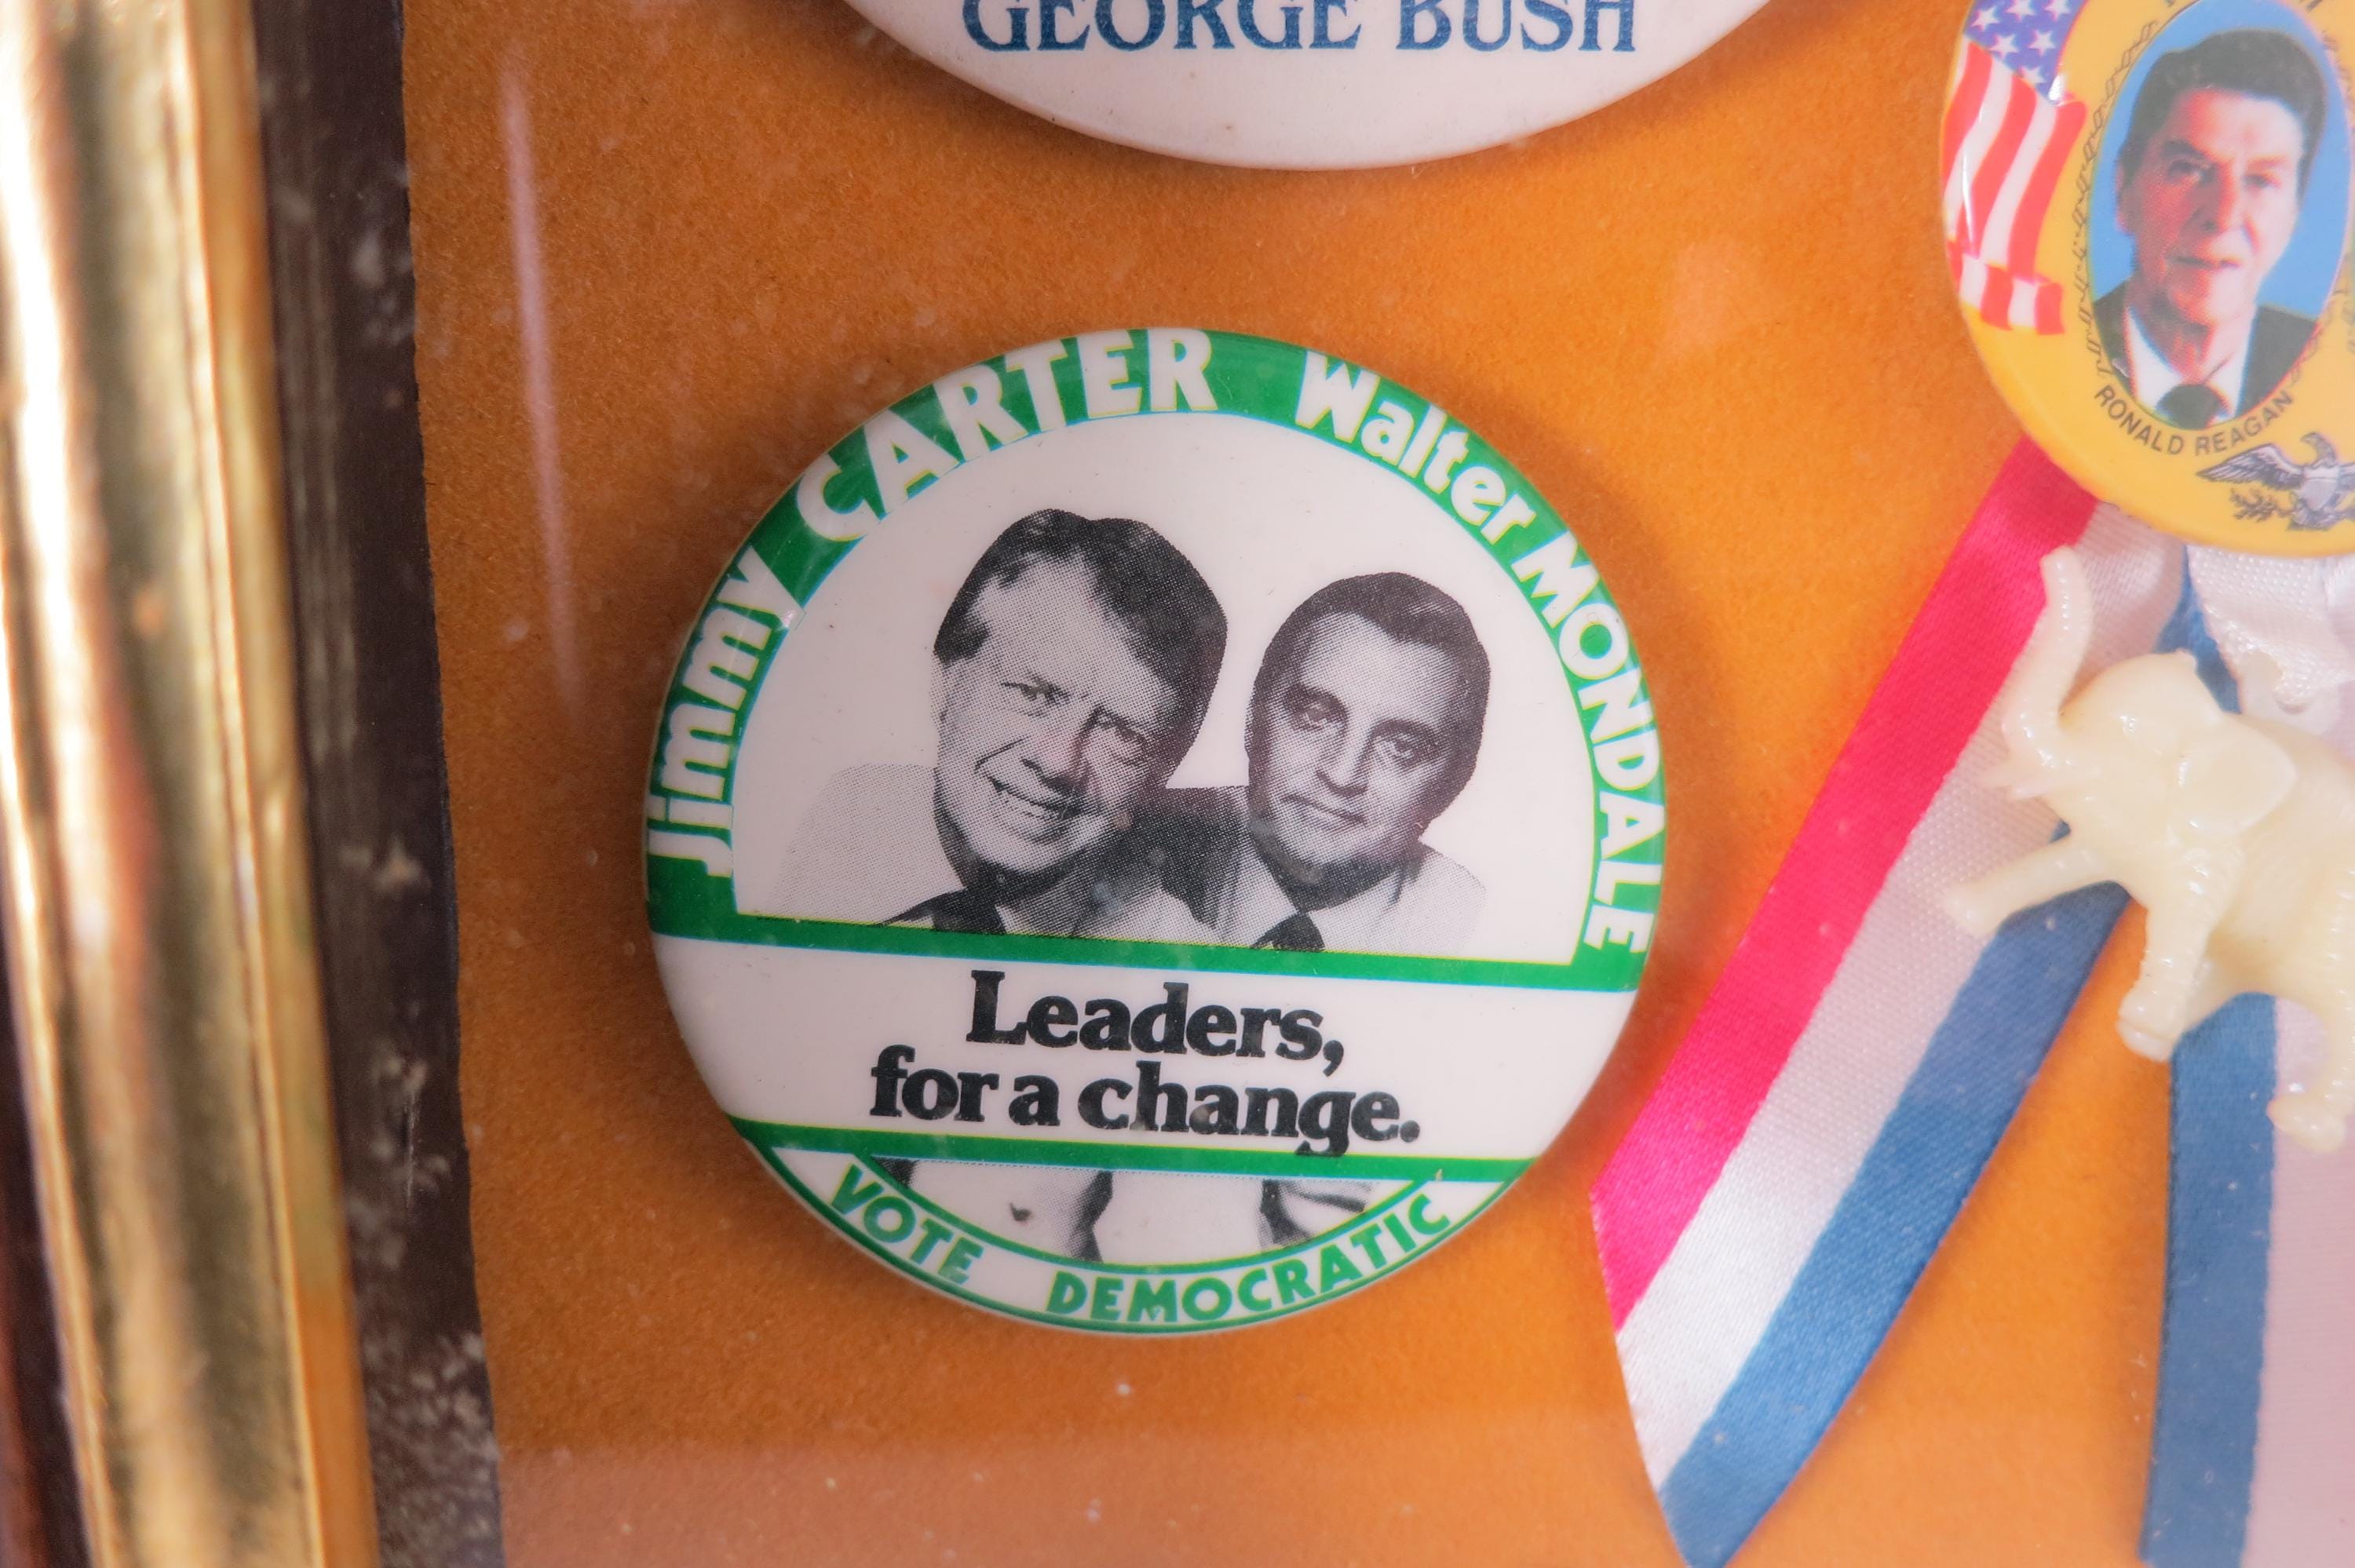 GEORGE BUSH
RONALD REAGAN
Jimmy CARTER Walter MONDALE
Leaders,
for a change.
VOTE DEMOCRATIC